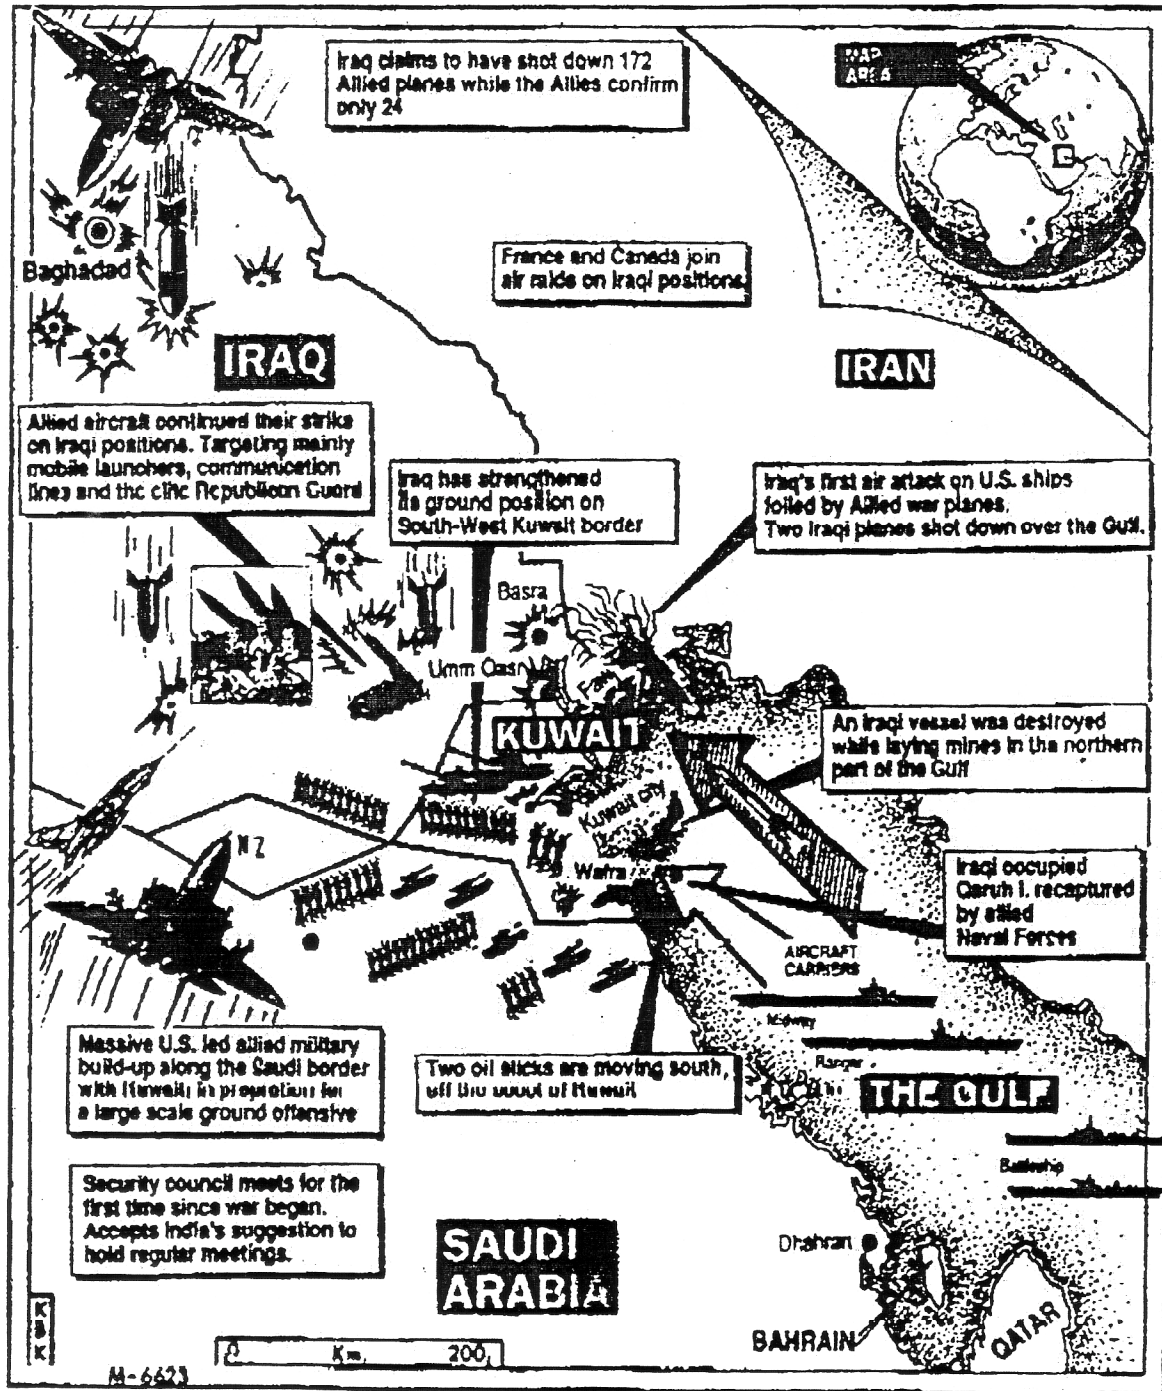 Iraq claims to have shot down 172
Allied planes while the Allies confirm
only 24
MAP
AREA
Baghadad
France and Canada join
air raids on Iraqi positions
IRAQ
IRAN
Allied aircraft continued their strike
on Iraqi positions. Targeting mainly
mobile launchers, communication
lines and the elite Republican Guard
Iraq has strengthened
its ground position on
South-West Kuwait border
Iraq's first air attack on U.S. ships
foiled by Allied war planes.
Two Iraqi planes shot down over the Gulf.
Basra
Umm Qasr
Faw
KUWAIT
An Iraqi vessel was destroyed
while laying mines in the northern
part of the Gulf
Kuwait city
NZ
Wafra
Iraqi occupied
Qaruh I. recaptured
by allied
Naval Forces
AIRCRAFT
CARRIERS
Midway
Ranger
Massive U.S. led allied military
build-up along the Saudi border
with Kuwait; in for
a large scale ground offensive
Two oil slicks are moving south,
off the coast of Kuwait
THE GULF
Battleship
Security council meets for the
first time since war began.
Accepts India's suggestion to
hold regular meetings.
SAUDI
ARABIA
Dhahran
BAHRAIN
QATAR
KBK
0 Km. 200
M-6623